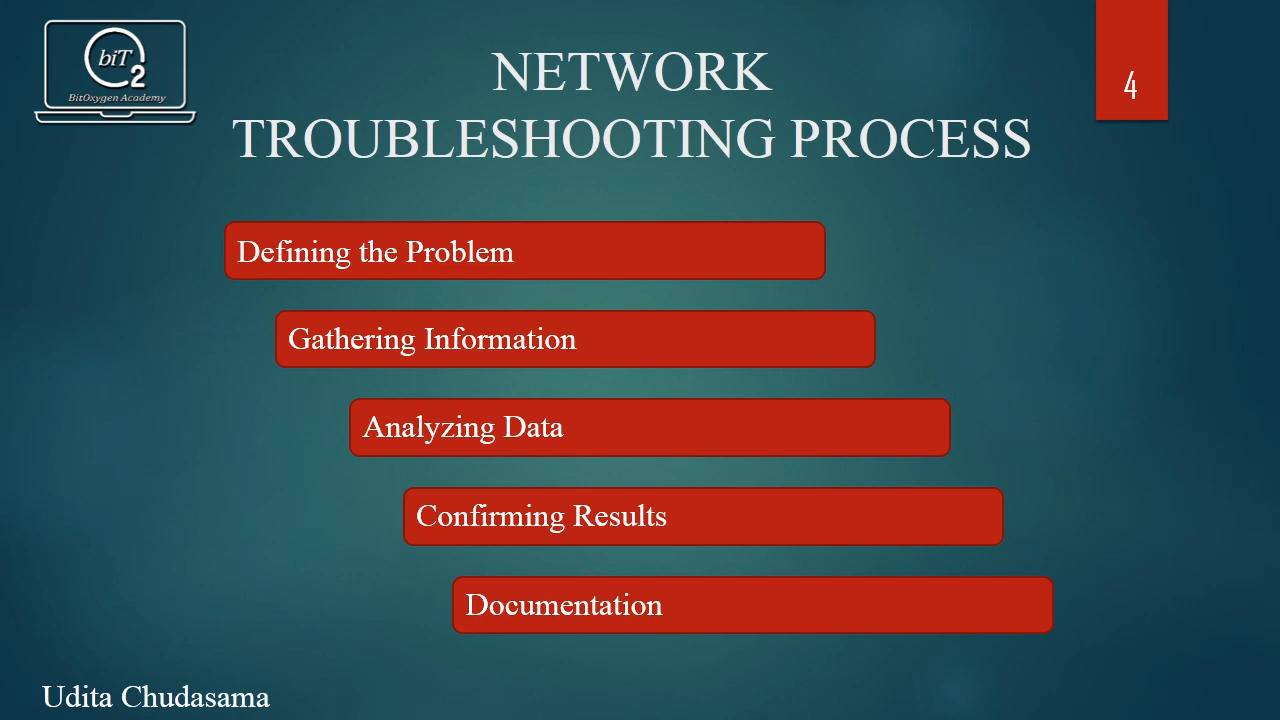 biT
2
BitOxygen Academy
NETWORK
TROUBLESHOOTING PROCESS
4
Defining the Problem
Gathering Information
Analyzing Data
Confirming Results
Documentation
Udita Chudasama